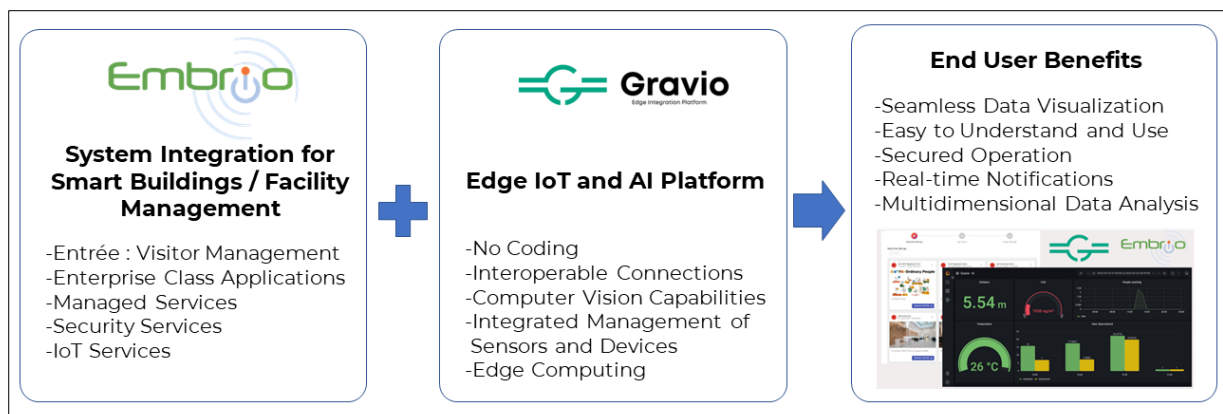 Embrio
System Integration for
Smart Buildings / Facility
Management
-Entrée : Visitor Management
-Enterprise Class Applications
-Managed Services
-Security Services
-IoT Services
Gravio
Edge Integration Platform
Edge IoT and AI Platform
-No Coding
-Interoperable Connections
-Computer Vision Capabilities
-Integrated Management of
Sensors and Devices
-Edge Computing
End User Benefits
-Seamless Data Visualization
-Easy to Understand and Use
-Secured Operation
-Real-time Notifications
-Multidimensional Data Analysis
Embrio
Ordinary People
5.54 m
26 °C